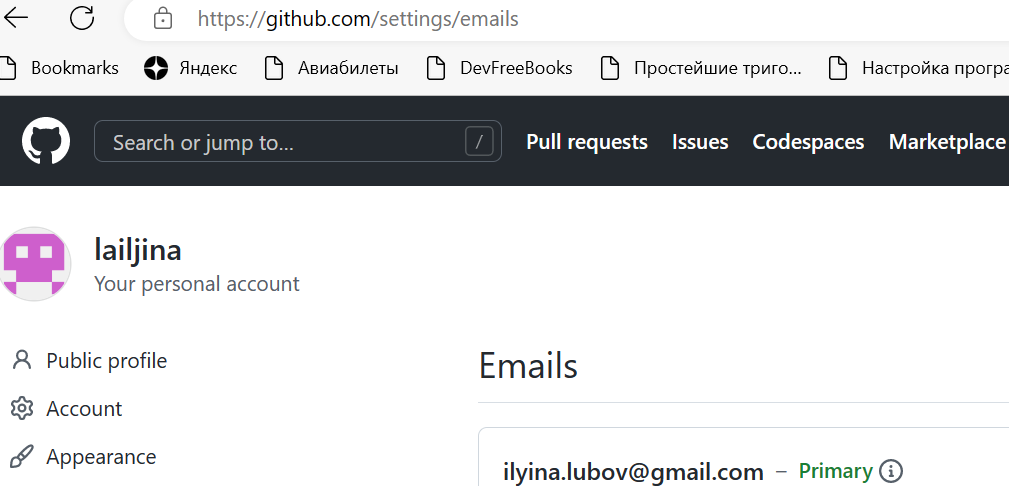 https://github.com/settings/emails
Bookmarks Яндекс Авиабилеты DevFreeBooks Простейшие триго... Настройка програ
Search or jump to... / Pull requests Issues Codespaces Marketplace
lailjina
Your personal account
Public profile
Emails
Account
Appearance
ilyina.lubov@gmail.com – Primary